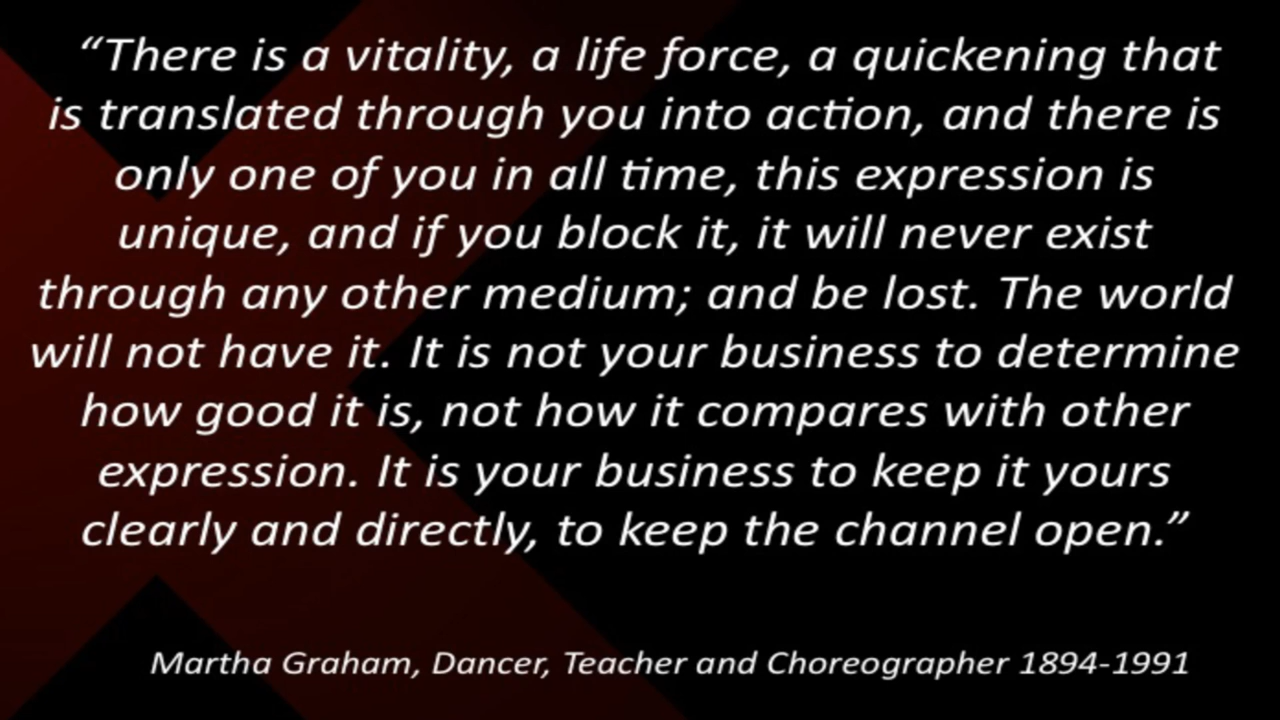 “There is a vitality, a life force, a quickening that
is translated through you into action, and there is
only one of you in all time, this expression is
unique, and if you block it, it will never exist
through any other medium; and be lost. The world
will not have it. It is not your business to determine
how good it is, not how it compares with other
expression. It is your business to keep it yours
clearly and directly, to keep the channel open.”
Martha Graham, Dancer, Teacher and Choreographer 1894-1991